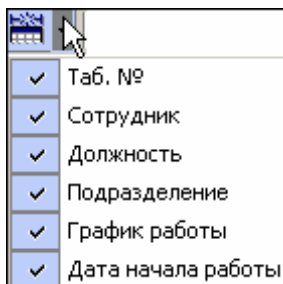 Таб. №
Сотрудник
Должность
Подразделение
График работы
Дата начала работы